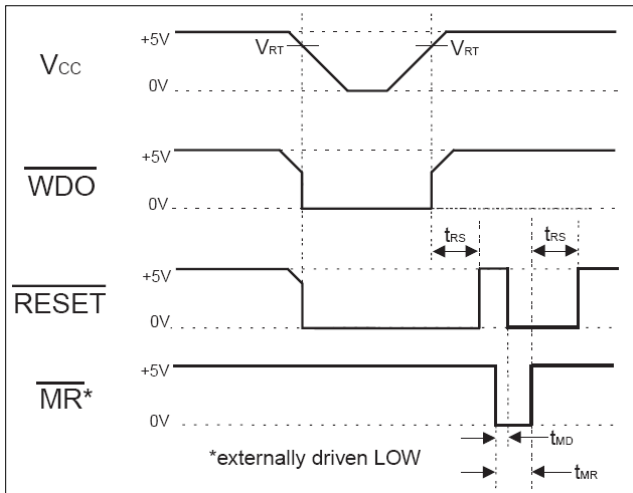 +5V
VRT
VRT
VCC
0V
+5V
WDO
0V
tRS
tRS
+5V
RESET
0V
+5V
MR*
0V
*externally driven LOW
tMD
tMR